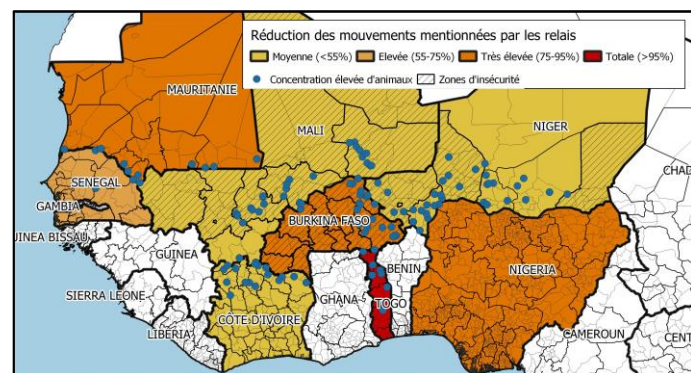 Réduction des mouvements mentionnées par les relais
Moyenne (<55%) Elevée (55-75%) Très élevée (75-95%) Totale (>95%)
Concentration élevée d'animaux Zones d'insécurité
MAURITANIE
MALI
NIGER
CHAD
SENEGAL
GAMBIA
BURKINA FASO
UINEA BISSAU
GUINEA
BENIN
NIGERIA
SIERRA LEONE
GHANA
TOGO
CÔTE D'IVOIRE
LIBERIA
CAMEROUN
CENT